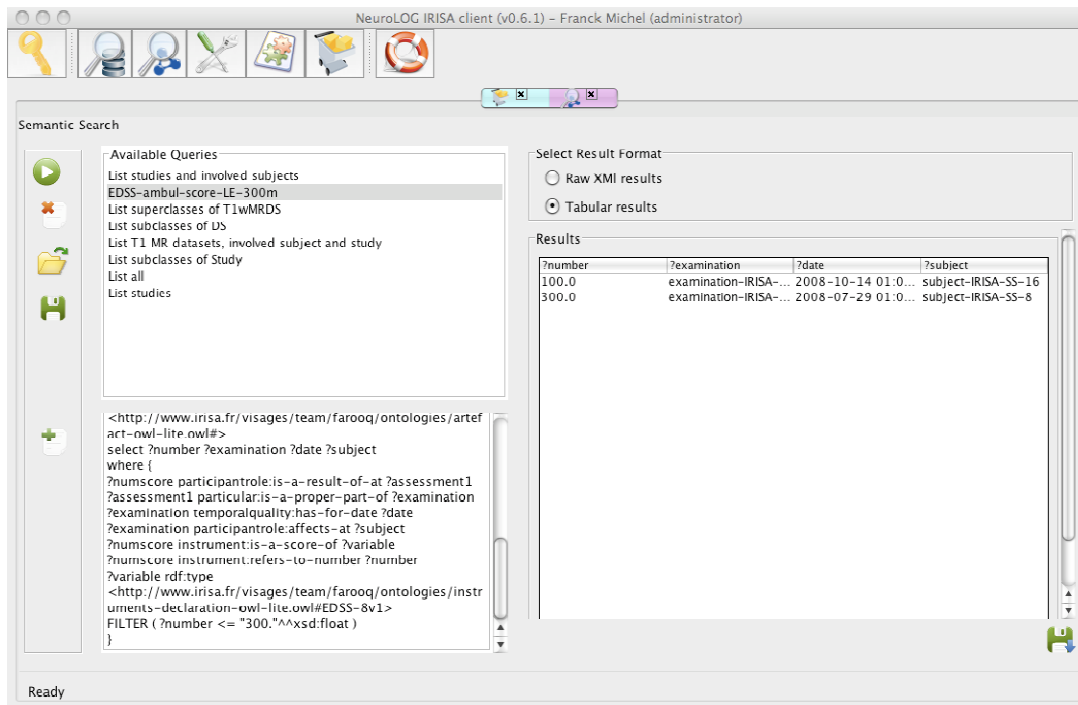 NeuroLOG IRISA client (v0.6.1) – Franck Michel (administrator)
Semantic Search
Available Queries
List studies and involved subjects
EDSS-ambul-score-LE-300m
List superclasses of T1wMRDS
List subclasses of DS
List T1 MR datasets, involved subject and study
List subclasses of Study
List all
List studies
<http://www.irisa.fr/visages/team/farooq/ontologies/artef
act-owl-lite.owl#>
select ?number ?examination ?date ?subject
where {
?numscore participantrole:is-a-result-of-at ?assessment1
?assessment1 particular:is-a-proper-part-of ?examination
?examination temporalquality:has-for-date ?date
?examination participantrole:affects-at ?subject
?numscore instrument:is-a-score-of ?variable
?numscore instrument:refers-to-number ?number
?variable rdf:type
<http://www.irisa.fr/visages/team/farooq/ontologies/instr
uments-declaration-owl-lite.owl#EDSS-8v1>
FILTER ( ?number <= "300."^^xsd:float )
}
Select Result Format
Raw XMl results
Tabular results
Results
?number ?examination ?date ?subject
100.0 examination-IRISA-... 2008-10-14 01:0... subject-IRISA-SS-16
300.0 examination-IRISA-... 2008-07-29 01:0... subject-IRISA-SS-8
Ready